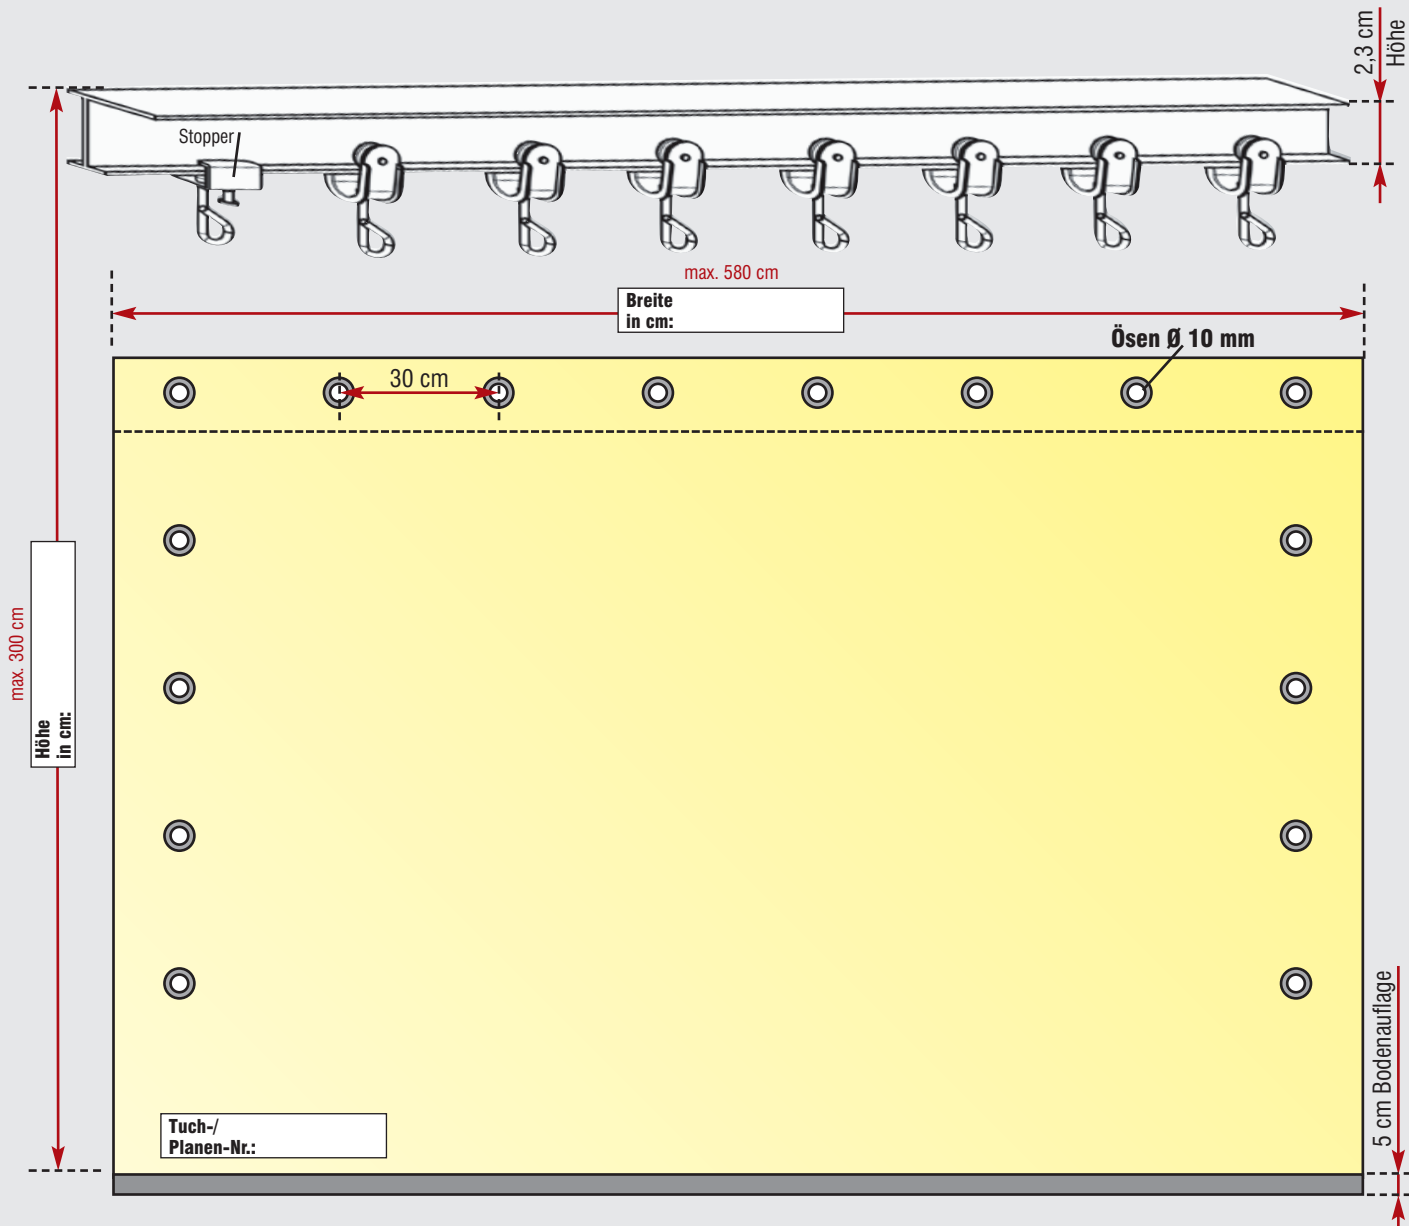 2,3 cm
Höhe
Stopper
max. 580 cm
Breite
in cm:
Ösen Ø 10 mm
30 cm
max. 300 cm
Höhe
in cm:
5 cm Bodenauflage
Tuch-/
Planen-Nr.: